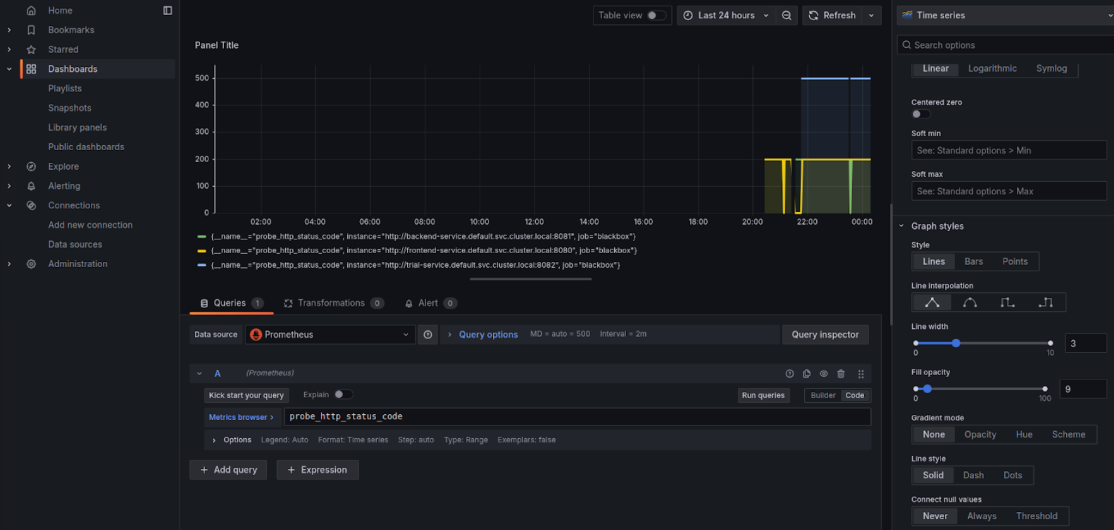 Home
Bookmarks
Starred
Dashboards
Playlists
Snapshots
Library panels
Public dashboards
Explore
Alerting
Connections
Add new connection
Data sources
Administration
Table view
Last 24 hours
Refresh
Panel Title
500
400
300
200
100
0
02:00 04:00 06:00 08:00 10:00 12:00 14:00 16:00 18:00 20:00 22:00 00:00
{__name__="probe_http_status_code", instance="http://backend-service.default.svc.cluster.local:8081", job="blackbox"}
{__name__="probe_http_status_code", instance="http://frontend-service.default.svc.cluster.local:8080", job="blackbox"}
{__name__="probe_http_status_code", instance="http://trial-service.default.svc.cluster.local:8082", job="blackbox"}
Queries 1 Transformations 0 Alert 0
Data source Prometheus Query options MD = auto = 500 Interval = 2m Query inspector
A (Prometheus)
Kick start your query Explain Run queries Builder Code
Metrics browser > probe_http_status_code
Options Legend: Auto Format: Time series Step: auto Type: Range Exemplars: false
+ Add query + Expression
Time series
Search options
Linear Logarithmic Symlog
Centered zero
Soft min
See: Standard options > Min
Soft max
See: Standard options > Max
Graph styles
Style
Lines Bars Points
Line interpolation
Line width
0 10 3
Fill opacity
0 100 9
Gradient mode
None Opacity Hue Scheme
Line style
Solid Dash Dots
Connect null values
Never Always Threshold